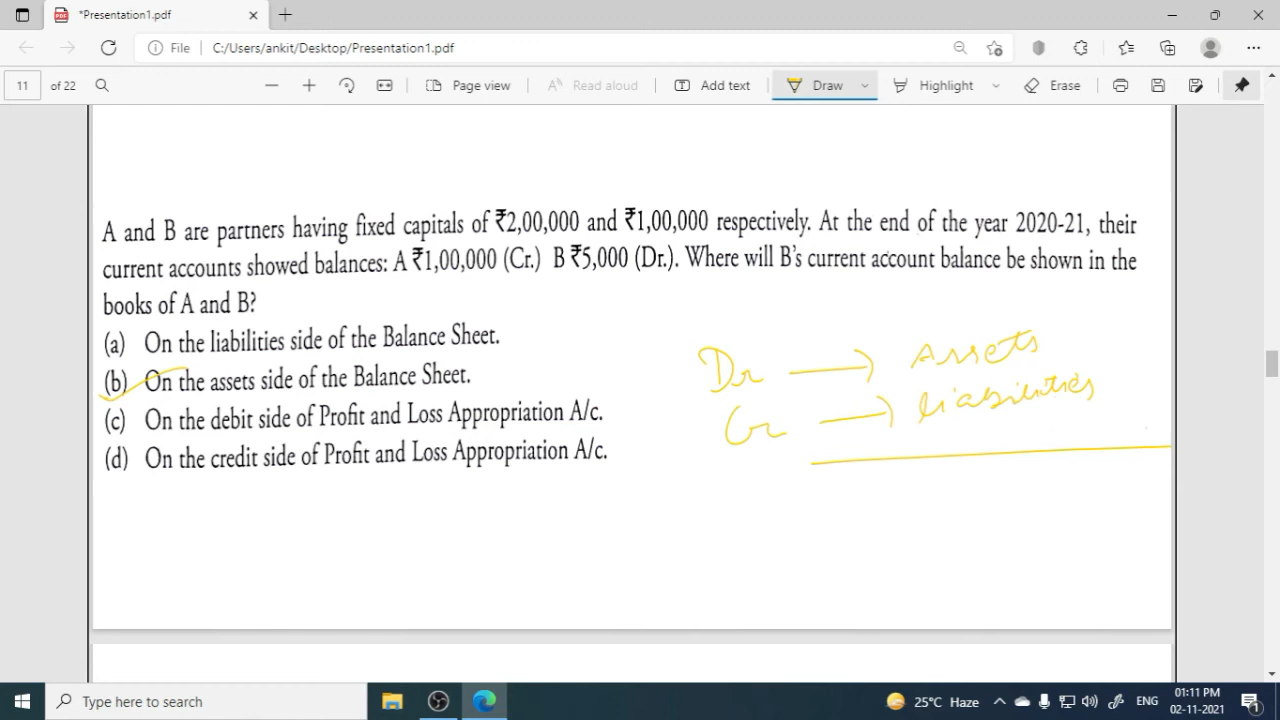 *Presentation1.pdf
File C:/Users/ankit/Desktop/Presentation1.pdf
11 of 22 Page view Read aloud Add text Draw Highlight Erase
A and B are partners having fixed capitals of ₹2,00,000 and ₹1,00,000 respectively. At the end of the year 2020-21, their
current accounts showed balances: A ₹1,00,000 (Cr.) B ₹5,000 (Dr.). Where will B's current account balance be shown in the
books of A and B?
(a) On the liabilities side of the Balance Sheet.
(b) On the assets side of the Balance Sheet.
(c) On the debit side of Profit and Loss Appropriation A/c.
(d) On the credit side of Profit and Loss Appropriation A/c.
Dr → Assets
Cr → liabilities
Type here to search 25°C Haze ENG 01:11 PM
02-11-2021 1